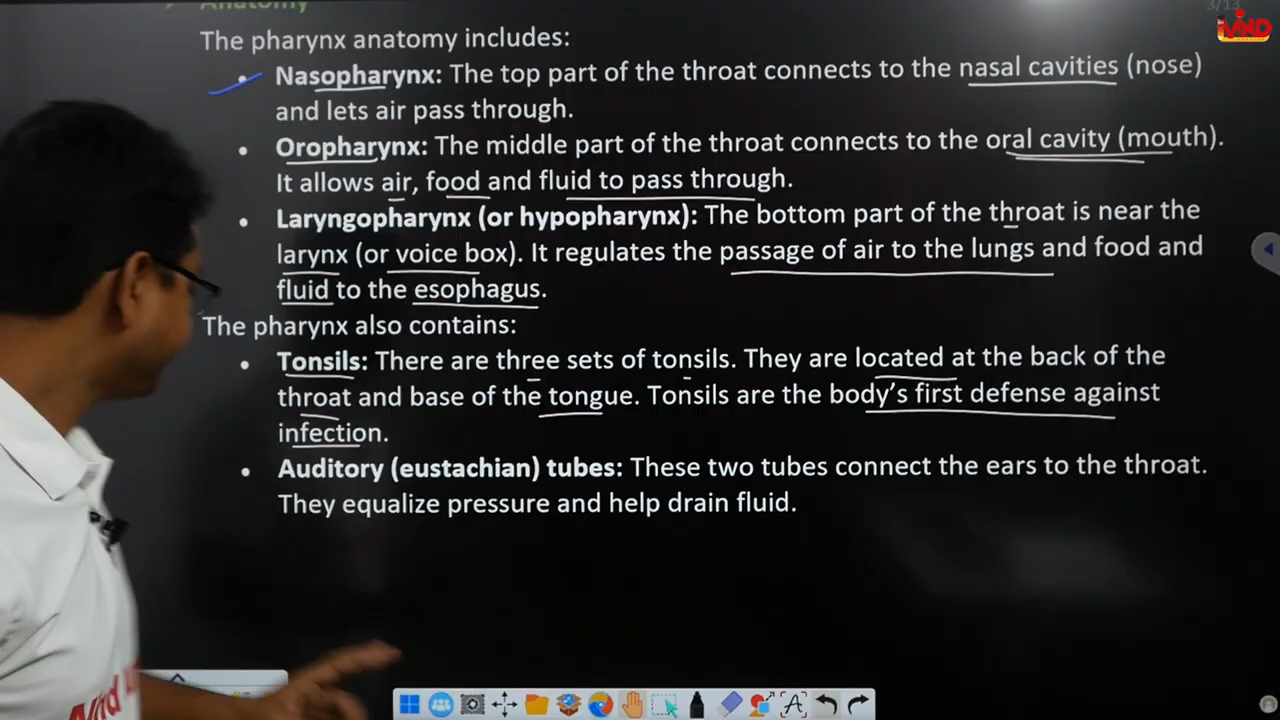 Anatomy
3/13
The pharynx anatomy includes:
• Nasopharynx: The top part of the throat connects to the nasal cavities (nose)
and lets air pass through.
• Oropharynx: The middle part of the throat connects to the oral cavity (mouth).
It allows air, food and fluid to pass through.
• Laryngopharynx (or hypopharynx): The bottom part of the throat is near the
larynx (or voice box). It regulates the passage of air to the lungs and food and
fluid to the esophagus.
The pharynx also contains:
• Tonsils: There are three sets of tonsils. They are located at the back of the
throat and base of the tongue. Tonsils are the body's first defense against
infection.
• Auditory (eustachian) tubes: These two tubes connect the ears to the throat.
They equalize pressure and help drain fluid.